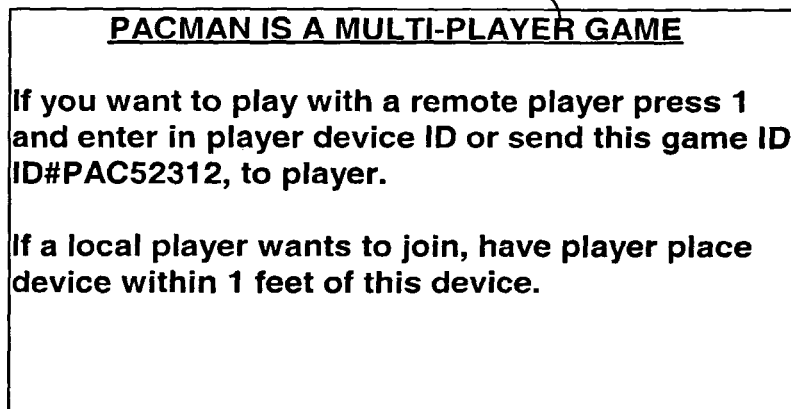 PACMAN IS A MULTI-PLAYER GAME
If you want to play with a remote player press 1
and enter in player device ID or send this game ID
ID#PAC52312, to player.
If a local player wants to join, have player place
device within 1 feet of this device.